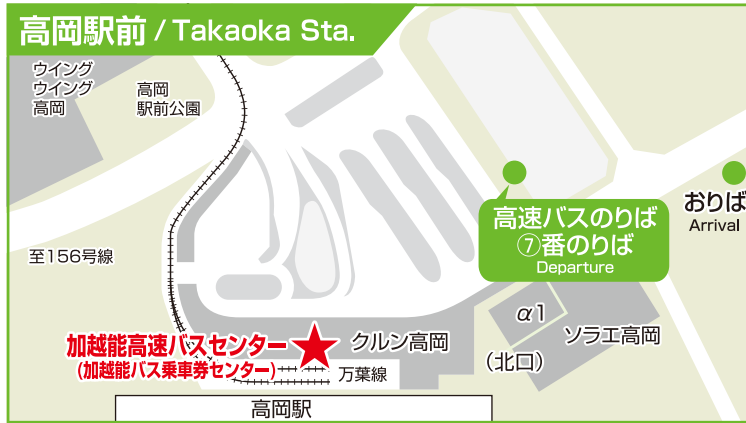 高岡駅前 / Takaoka Sta.
ウイング
ウイング
高岡
高岡
駅前公園
高速バスのりば
⑦番のりば
Departure
おりば
Arrival
至156号線
α1
ソラエ高岡
(北口)
加越能高速バスセンター
(加越能バス乗車券センター)
クルン高岡
万葉線
高岡駅